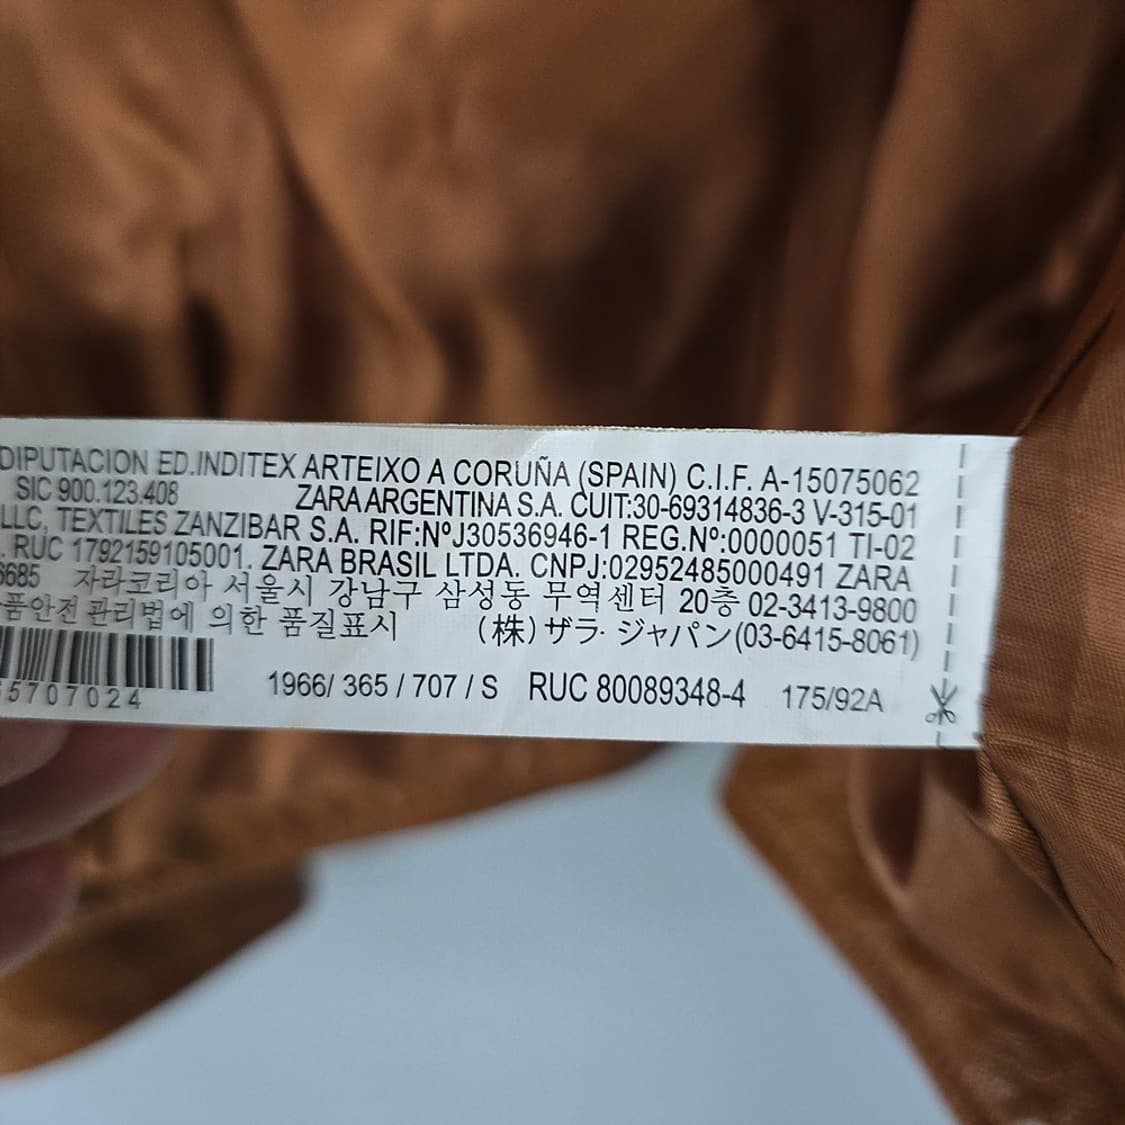 DIPUTACION ED.INDITEX ARTEIXO A CORUÑA (SPAIN) C.I.F. A-15075062
SIC 900.123.408 ZARA ARGENTINA S.A. CUIT:30-69314836-3 V-315-01
LLC, TEXTILES ZANZIBAR S.A. RIF:NºJ30536946-1 REG.Nº:0000051 TI-02
. RUC 1792159105001. ZARA BRASIL LTDA. CNPJ:02952485000491 ZARA
6685 자라코리아 서울시 강남구 삼성동 무역센터 20층 02-3413-9800
품안전관리법에 의한 품질표시 (株)ザラ・ジャパン(03-6415-8061)
5707024 1966/ 365 / 707 / S RUC 80089348-4 175/92A